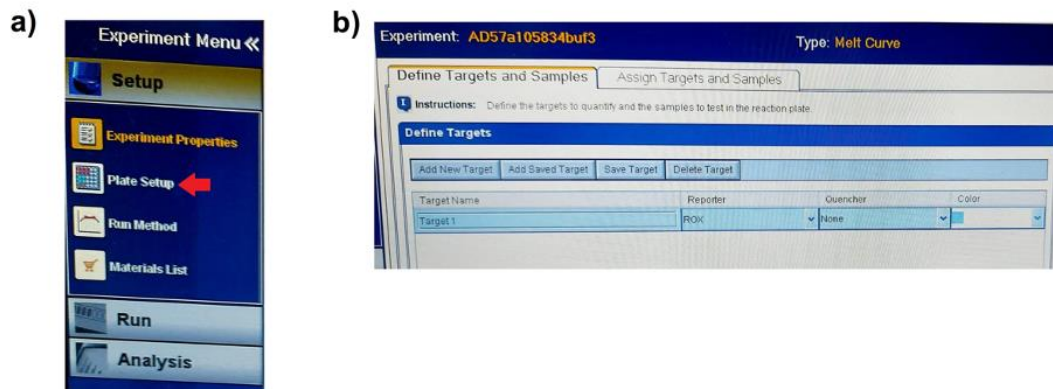 a)
Experiment Menu «
Setup
Experiment Properties
Plate Setup
Run Method
Materials List
Run
Analysis
b)
Experiment: AD57a105834buf3 Type: Melt Curve
Define Targets and Samples Assign Targets and Samples
Instructions: Define the targets to quantify and the samples to test in the reaction plate.
Define Targets
Add New Target Add Saved Target Save Target Delete Target
Target Name Reporter Quencher Color
Target 1 ROX None